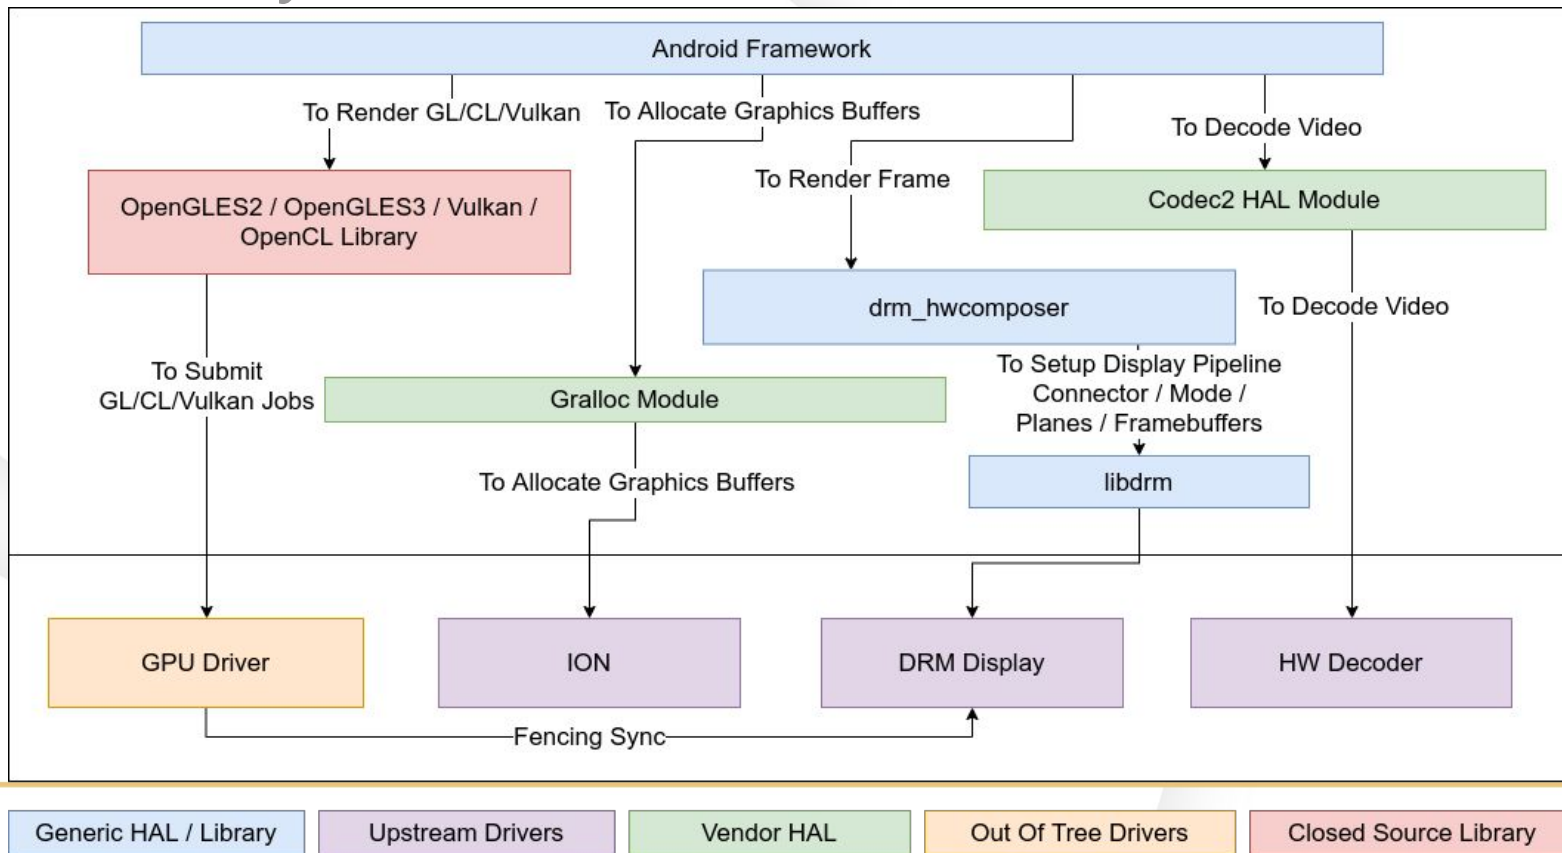 Android Framework
To Render GL/CL/Vulkan
To Allocate Graphics Buffers
To Decode Video
To Render Frame
OpenGLES2 / OpenGLES3 / Vulkan /
OpenCL Library
Codec2 HAL Module
drm_hwcomposer
To Decode Video
To Submit
GL/CL/Vulkan Jobs
Gralloc Module
To Setup Display Pipeline
Connector / Mode /
Planes / Framebuffers
To Allocate Graphics Buffers
libdrm
GPU Driver
ION
DRM Display
HW Decoder
Fencing Sync
Generic HAL / Library
Upstream Drivers
Vendor HAL
Out Of Tree Drivers
Closed Source Library